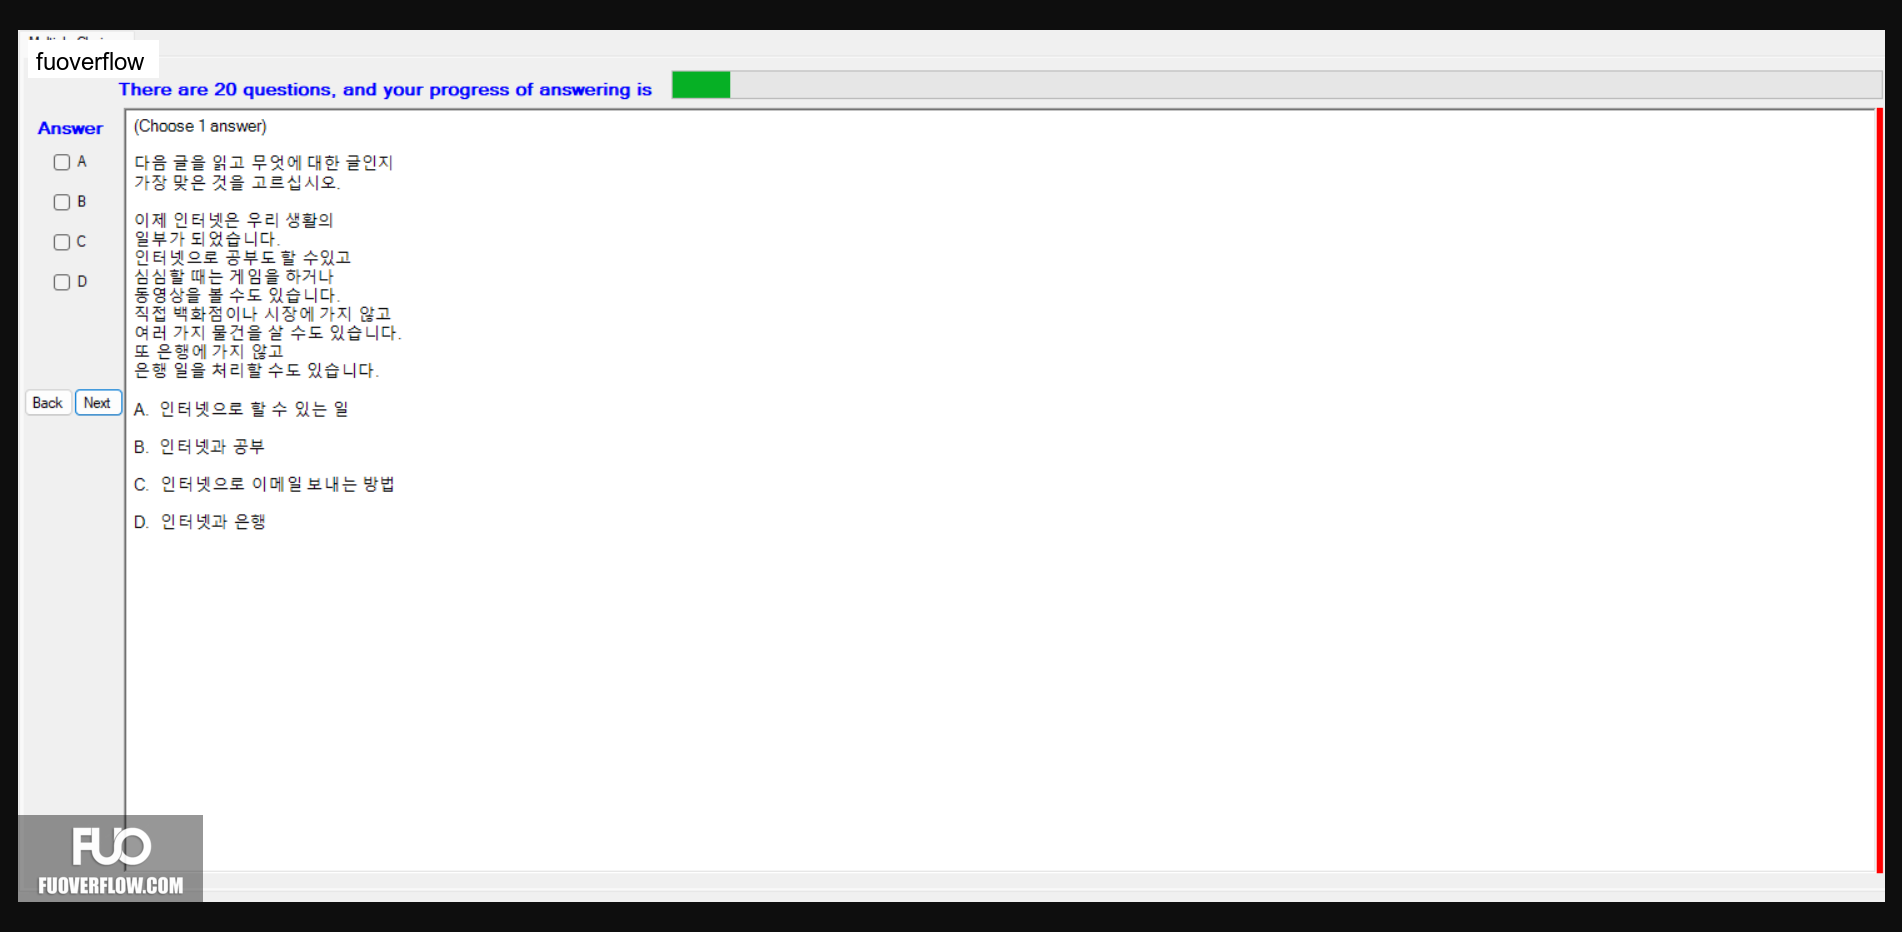 fuoverflow
There are 20 questions, and your progress of answering is
Answer
A
B
C
D
Back
Next
(Choose 1 answer)
다음 글을 읽고 무엇에 대한 글인지
가장 맞은 것을 고르십시오.
이제 인터넷은 우리 생활의
일부가 되었습니다.
인터넷으로 공부도 할 수있고
심심할 때는 게임을 하거나
동영상을 볼 수도 있습니다.
직접 백화점이나 시장에 가지 않고
여러 가지 물건을 살 수도 있습니다.
또 은행에 가지 않고
은행 일을 처리할 수도 있습니다.
A. 인터넷으로 할 수 있는 일
B. 인터넷과 공부
C. 인터넷으로 이메일 보내는 방법
D. 인터넷과 은행
FUO
FUOVERFLOW.COM